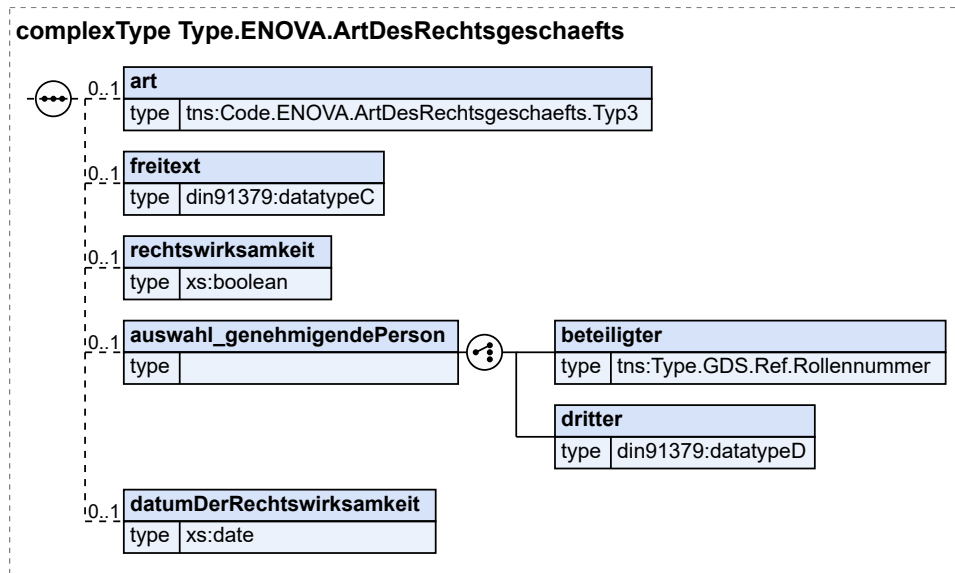 complexType Type.ENOVA.ArtDesRechtsgeschaefts
0..1
art
type tns:Code.ENOVA.ArtDesRechtsgeschaefts.Typ3
0..1
freitext
type din91379:datatypeC
0..1
rechtswirksamkeit
type xs:boolean
0..1
auswahl_genehmigendePerson
type
beteiligter
type tns:Type.GDS.Ref.Rollennummer
dritter
type din91379:datatypeD
0..1
datumDerRechtswirksamkeit
type xs:date